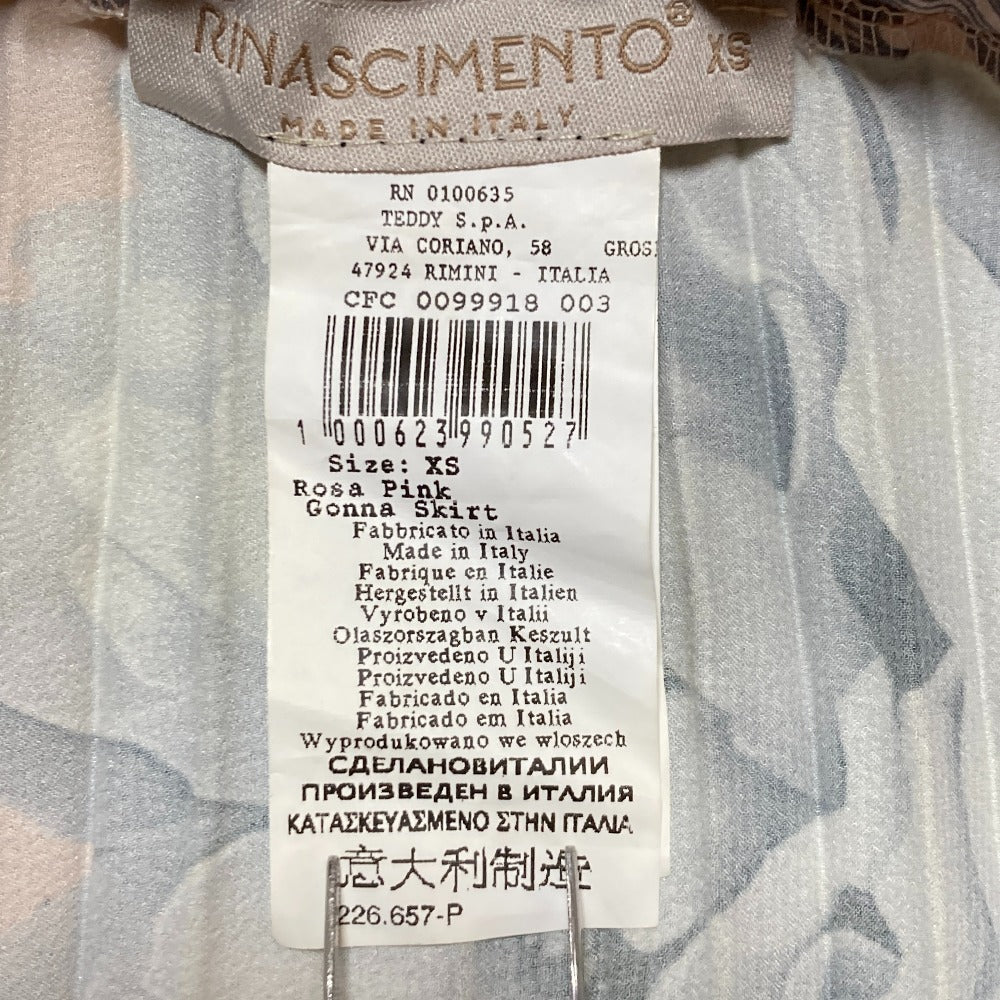 RINASCIMENTO® XS
MADE IN ITALY
RN 0100635
TEDDY S.p.A.
VIA CORIANO, 58 GROS
47924 RIMINI - ITALIA
CFC 0099918 003
1 000623 990527
Size: XS
Rosa Pink
Gonna Skirt
Fabbricato in Italia
Made in Italy
Fabrique en Italie
Hergestellt in Italien
Vyrobeno v Italii
Olaszorszagban Keszult
Proizvedeno U Italiji
Proizvedeno U Italiji
Fabricado en Italia
Fabricado em Italia
Wyprodukowano we wloszech
СДЕЛАНОВИТАЛИИ
ПРОИЗВЕДЕН В ИТАЛИЯ
ΚΑΤΑΣΚΕΥΑΣΜΕΝΟ ΣΤΗΝ ΙΤΑΛΙΑ
意大利制造
226.657-P